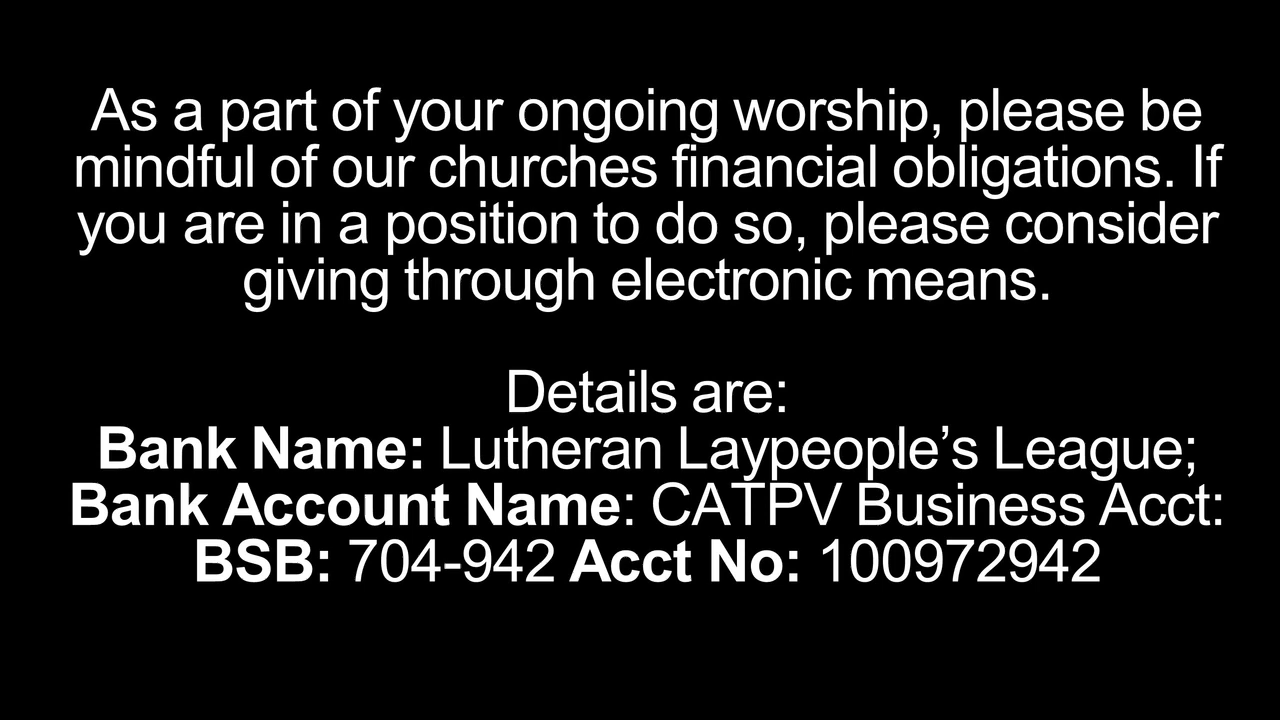 As a part of your ongoing worship, please be
mindful of our churches financial obligations. If
you are in a position to do so, please consider
giving through electronic means.
Details are:
Bank Name: Lutheran Laypeople’s League;
Bank Account Name: CATPV Business Acct:
BSB: 704-942 Acct No: 100972942